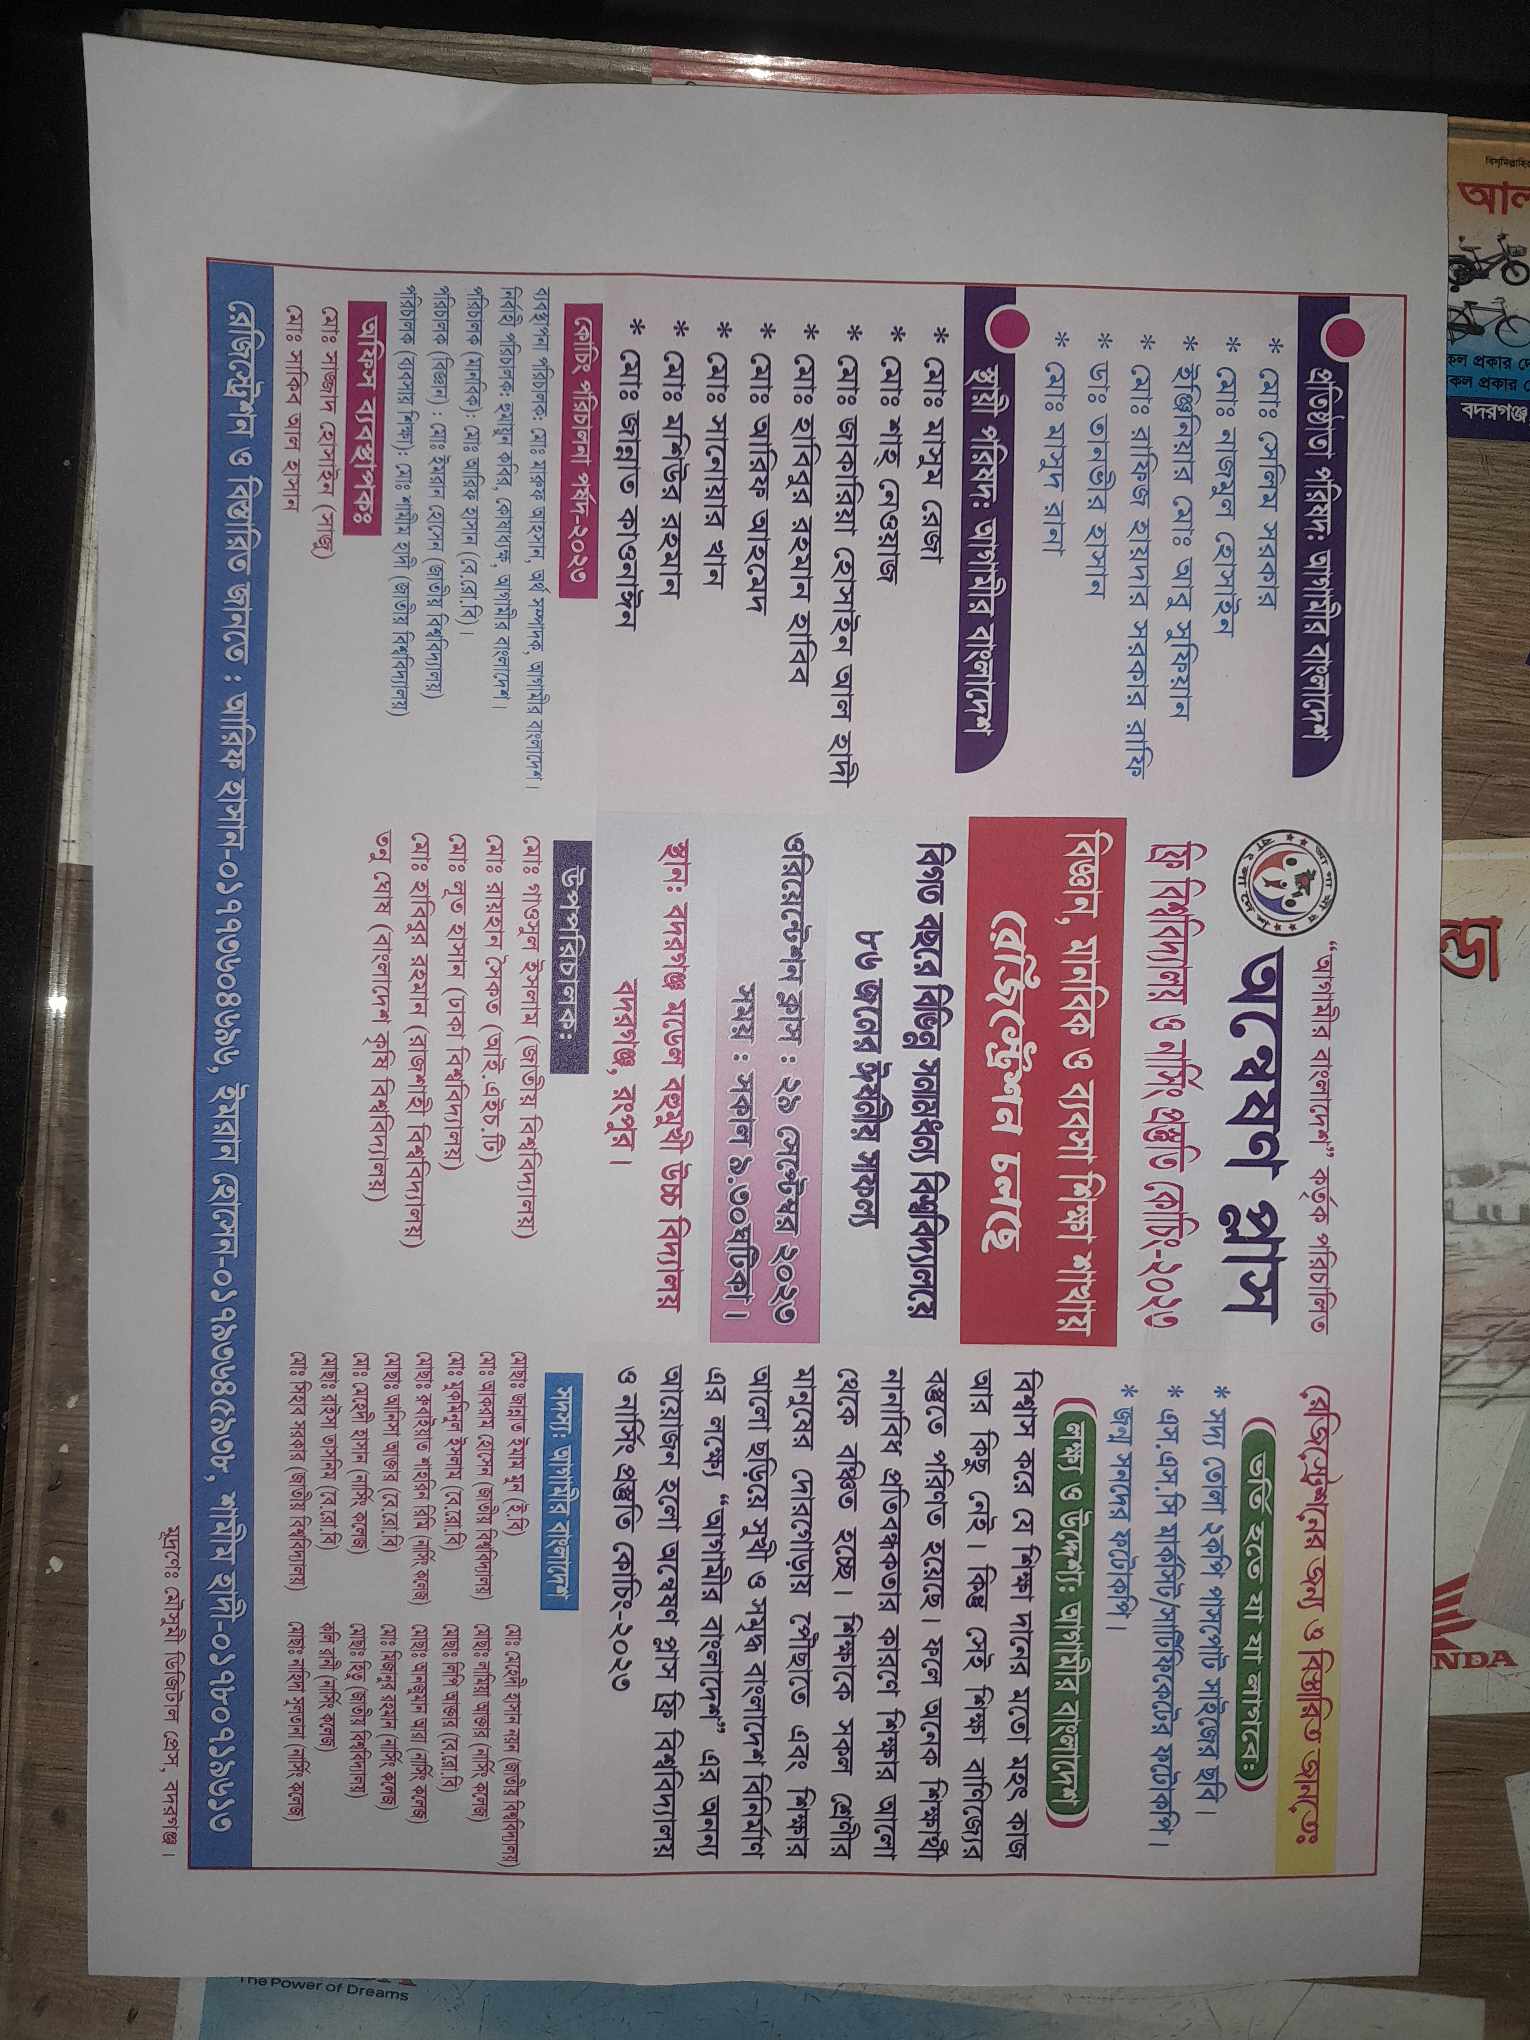 প্রতিষ্ঠাতা পরিষদ: আগামীর বাংলাদেশ
* মোঃ সেলিম সরকার
* মোঃ নাজমুল হোসাইন
* ইঞ্জিনিয়ার মোঃ আবু সুফিয়ান
* মোঃ রাফিজ হায়দার সরকার রাফি
* ডাঃ তানভীর হাসান
* মোঃ মাসুদ রানা
স্থায়ী পরিষদ: আগামীর বাংলাদেশ
* মোঃ মাসুম রেজা
* মোঃ শাহ্ নেওয়াজ
* মোঃ জাকারিয়া হোসাইন আল হাদী
* মোঃ হাবিবুর রহমান হাবিব
* মোঃ আরিফ আহমেদ
* মোঃ সানোয়ার খান
* মোঃ মশিউর রহমান
* মোঃ জান্নাত কাওনাঈন
কোচিং পরিচালনা পর্ষদ-২০২৩
ব্যবস্থাপনা পরিচালক: মোঃ মারুফ আহসান, অর্থ সম্পাদক, আগামীর বাংলাদেশ।
নির্বাহী পরিচালক: হুমায়ুন কবির, কোষাধ্যক্ষ, আগামীর বাংলাদেশ।
পরিচালক (মানবিক): মোঃ আরিফ হাসান (বে.রো.বি)।
পরিচালক (বিজ্ঞান) : মোঃ ইমরান হোসেন (জাতীয় বিশ্ববিদ্যালয়)
পরিচালক (ব্যবসায় শিক্ষা): মোঃ শামীম হাদী (জাতীয় বিশ্ববিদ্যালয়)
অফিস ব্যবস্থাপকঃ
মোঃ সাজ্জাদ হোসাইন (সাজু)
মোঃ সাকিব আল হাসান
আগামীর বাংলাদেশ
“আগামীর বাংলাদেশ” কর্তৃক পরিচালিত
অন্বেষণ প্লাস
ফ্রি বিশ্ববিদ্যালয় ও নার্সিং প্রস্তুতি কোচিং-২০২৩
বিজ্ঞান, মানবিক ও ব্যবসা শিক্ষা শাখায়
রেজিস্ট্রেশন চলছে
বিগত বছরে বিভিন্ন সনামধন্য বিশ্ববিদ্যালয়ে
৮৬ জনের ঈর্ষনীয় সাফল্য
ওরিয়েন্টেশন ক্লাস : ২৯ সেপ্টেম্বর ২০২৩
সময় : সকাল ৯.৩০ঘটিকা।
স্থান: বদরগঞ্জ মডেল বহুমুখী উচ্চ বিদ্যালয়
বদরগঞ্জ, রংপুর।
উপপরিচালক:
মোঃ গাওসুল ইসলাম (জাতীয় বিশ্ববিদ্যালয়)
মোঃ রায়হান সৈকত (আই.এইচ.টি)
মোঃ লূত হাসান (ঢাকা বিশ্ববিদ্যালয়)
মোঃ হাবিবুর রহমান (রাজশাহী বিশ্ববিদ্যালয়)
তনু ঘোষ (বাংলাদেশ কৃষি বিশ্ববিদ্যালয়)
রেজিস্ট্রেশনের জন্য ও বিস্তারিত জানতেঃ
(ভর্তি হতে যা যা লাগবে:)
* সদ্য তোলা ২কপি পাসপোট সাইজের ছবি।
* এস.এস.সি মার্কসিট/সার্টিফিকেটের ফটোকপি।
* জন্ম সনদের ফটোকপি।
(লক্ষ্য ও উদ্দেশ্য: আগামীর বাংলাদেশ)
বিশ্বাস করে যে শিক্ষা দানের মতো মহৎ কাজ
আর কিছু নেই। কিন্তু সেই শিক্ষা বাণিজ্যের
বস্তুতে পরিণত হয়েছে। ফলে অনেক শিক্ষার্থী
নানাবিধ প্রতিবন্ধকতার কারণে শিক্ষার আলো
থেকে বঞ্চিত হচ্ছে। শিক্ষাকে সকল শ্রেণীর
মানুষের দোরগোড়ায় পৌছাতে এবং শিক্ষার
আলো ছড়িয়ে সুখী ও সমৃদ্ধ বাংলাদেশ বিনির্মাণ
এর লক্ষ্যে “আগামীর বাংলাদেশ” এর অনন্য
আয়োজন হলো অন্বেষণ প্লাস ফ্রি বিশ্ববিদ্যালয়
ও নার্সিং প্রস্তুতি কোচিং-২০২৩
সদস্য: আগামীর বাংলাদেশ
মোছাঃ জান্নাত ইমাম মুন (ই.বি)
মোঃ আকরাম হোসেন (জাতীয় বিশ্ববিদ্যালয়)
মোঃ মুকমিনুল ইসলাম (বে.রো.বি)
মোছাঃ রুবাইয়াত শাহরিন রিমি (নার্সিং কলেজ)
মোছাঃ আনিসা আক্তার (বে.রো.বি)
মোঃ মেহেদী হাসান (নার্সিং কলেজ)
মোছাঃ রাইসা তাসনিম (বে.রো.বি)
মোঃ সিহাব সরকার (জাতীয় বিশ্ববিদ্যালয়)
মোঃ মেহেদী হাসান নয়ন (জাতীয় বিশ্ববিদ্যালয়)
মোছাঃ লামিয়া আক্তার (নার্সিং কলেজ)
মোছাঃ লিপি আক্তার (বে.রো.বি)
মোছাঃ আনজুমান আরা (নার্সিং কলেজ)
মোঃ মিজানুর রহমান (নার্সিং কলেজ)
মোছাঃ হিতু (জাতীয় বিশ্ববিদ্যালয়)
কলি রানী (নার্সিং কলেজ)
মোছাঃ নাহিদা সুলতানা (নার্সিং কলেজ)
রেজিস্ট্রেশন ও বিস্তারিত জানতে : আরিফ হাসান-০১৭৭৩৬০৪৬৯৬, ইমরান হোসেন-০১৭৯৩৬৪৫৯৩৮, শামীম হাদী-০১৭৮০৭১৯৬১৩
মূদ্রণেঃ মৌসুমী ডিজিটাল প্রেস, বদরগঞ্জ।
The Power of Dreams